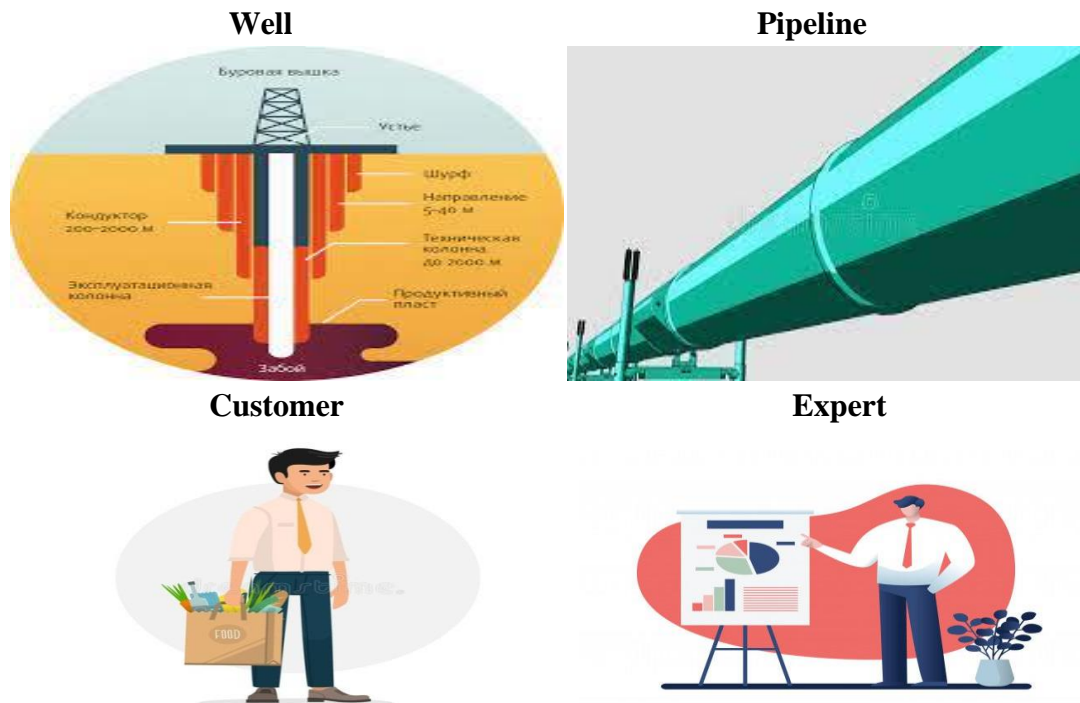 Well
Pipeline
Буровая вышка
Устье
Шурф
Направление
5-40 м
Кондуктор
200-2000 м
Техническая
колонна
до 2000 м
Эксплуатационная
колонна
Продуктивный
пласт
Забой
Customer
Expert
FOOD